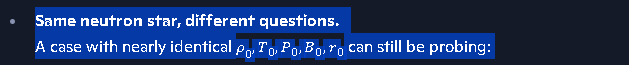 • Same neutron star, different questions.
A case with nearly identical ρ₀, T₀, P₀, B₀, r₀ can still be probing: